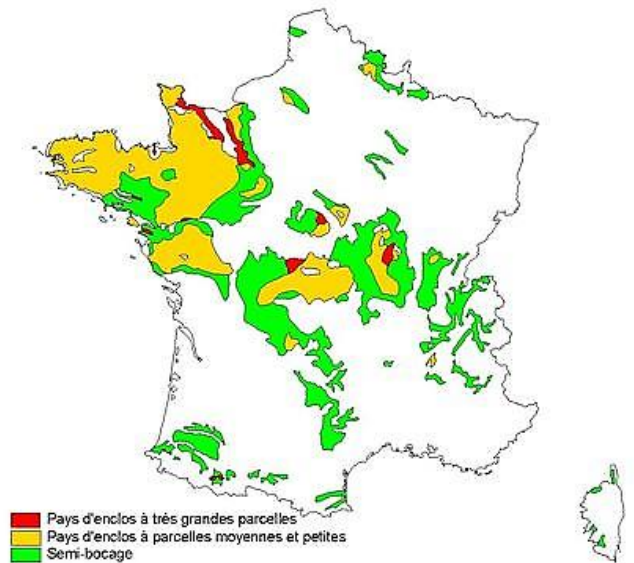 Pays d'enclos à très grandes parcelles
Pays d'enclos à parcelles moyennes et petites
Semi-bocage